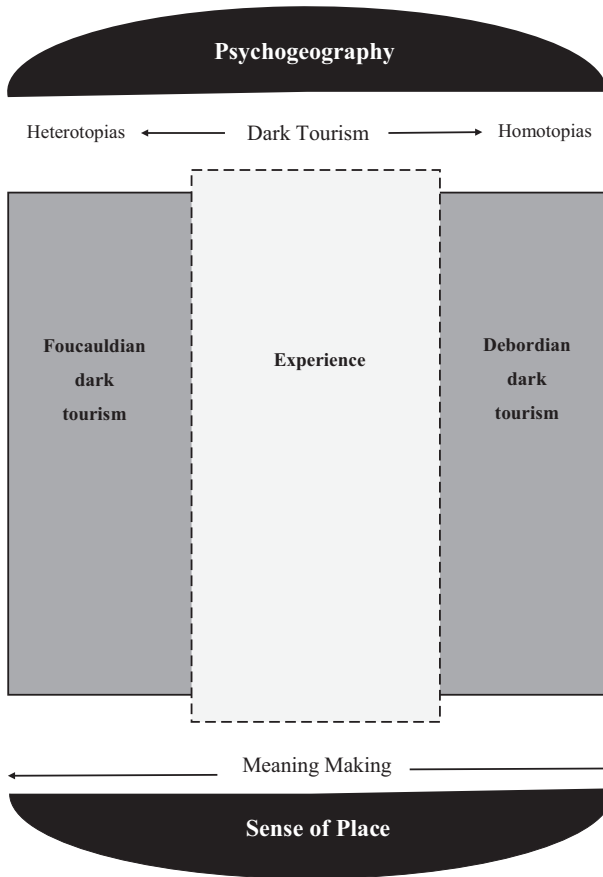 Psychogeography
Heterotopias Dark Tourism Homotopias
Foucauldian
dark
tourism
Experience
Debordian
dark
tourism
Meaning Making
Sense of Place